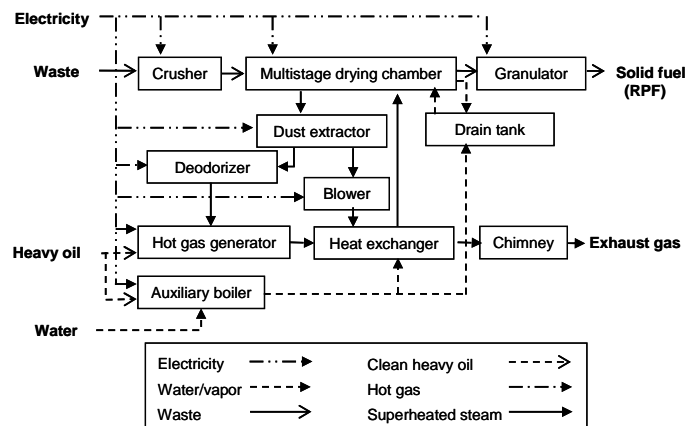 Electricity
Waste
Crusher
Multistage drying chamber
Granulator
Solid fuel
(RPF)
Dust extractor
Drain tank
Deodorizer
Blower
Heavy oil
Hot gas generator
Heat exchanger
Chimney
Exhaust gas
Auxiliary boiler
Water
Electricity
Clean heavy oil
Water/vapor
Hot gas
Waste
Superheated steam